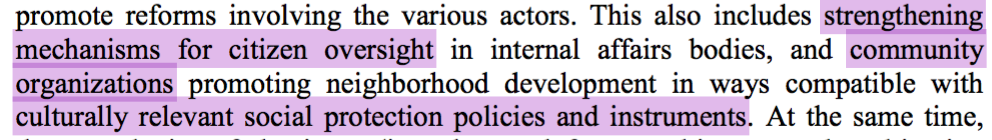 promote reforms involving the various actors. This also includes strengthening
mechanisms for citizen oversight in internal affairs bodies, and community
organizations promoting neighborhood development in ways compatible with
culturally relevant social protection policies and instruments. At the same time,